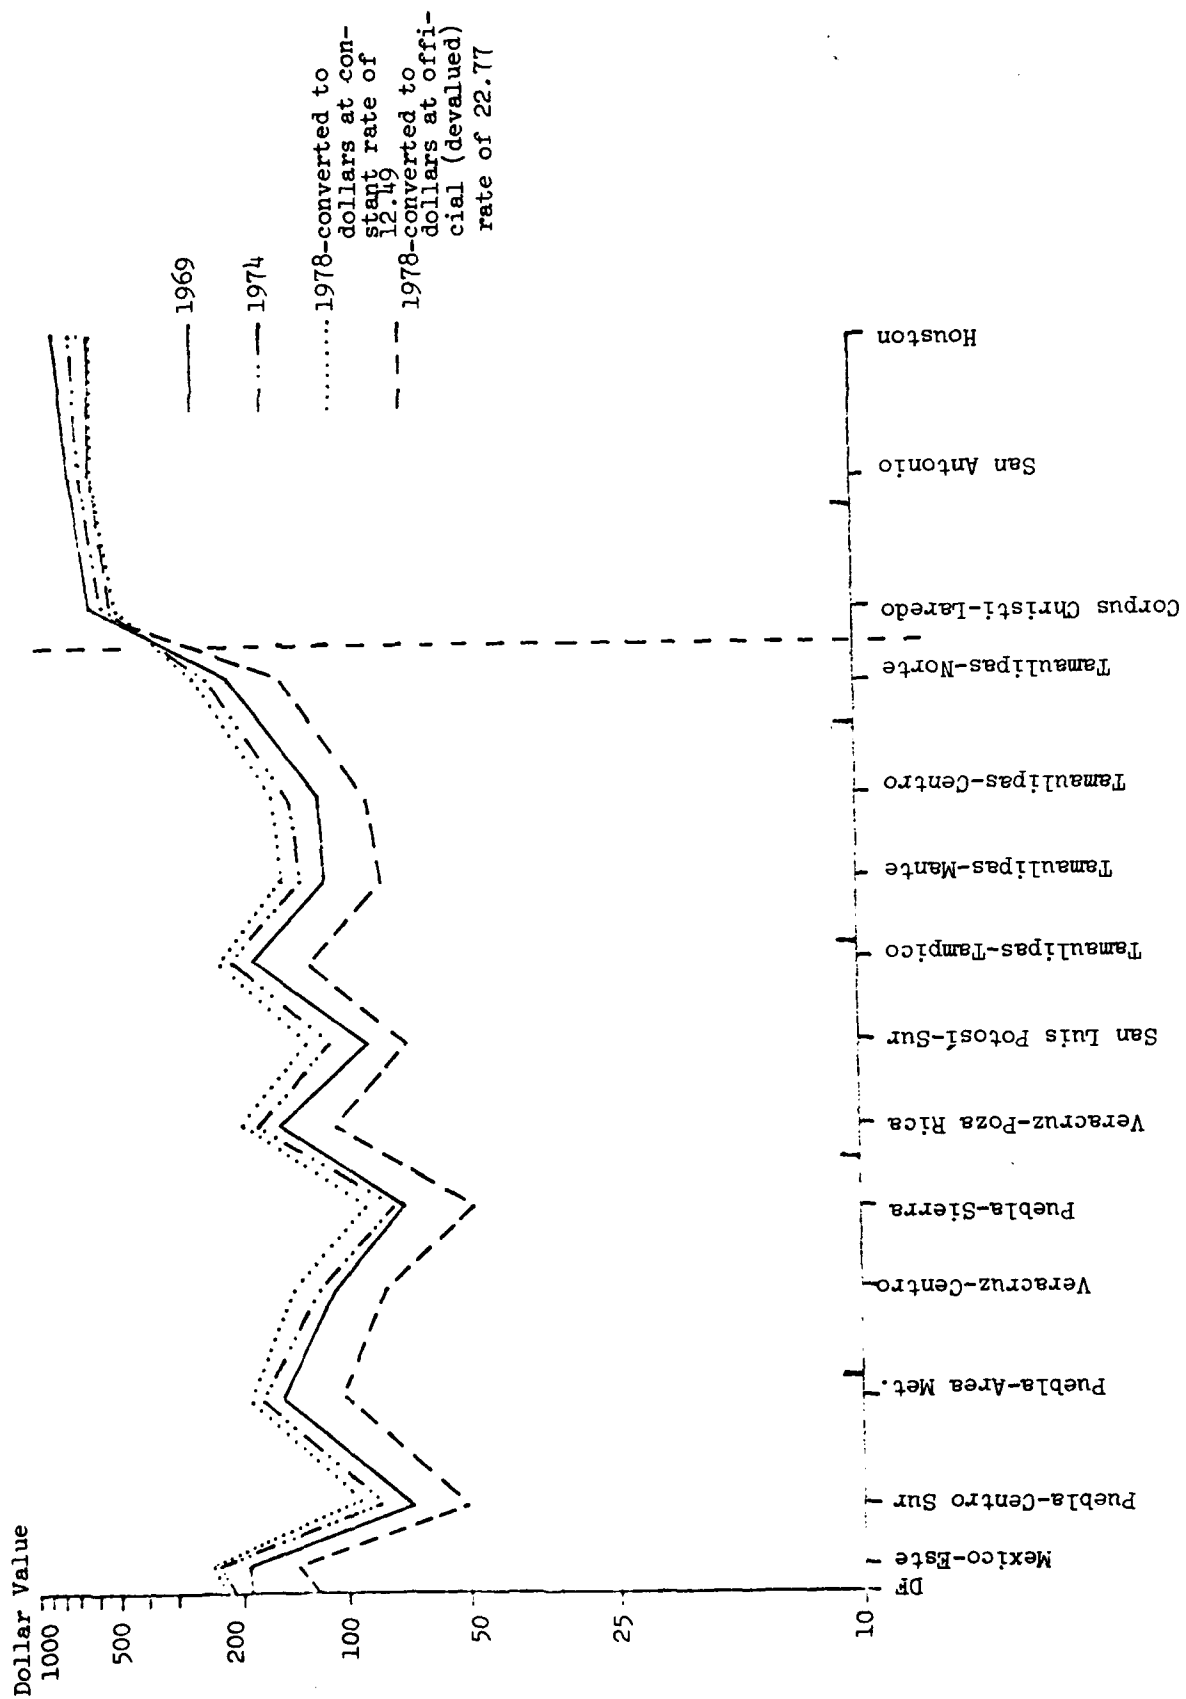 Dollar Value
1000
500
200
100
50
25
10
1969
1974
1978-converted to
dollars at con-
stant rate of
12.49
1978-converted to
dollars at offi-
cial (devalued)
rate of 22.77
DF
Mexico-Este
Puebla-Centro Sur
Puebla-Area Met.
Veracruz-Centro
Puebla-Sierra
Veracruz-Poza Rica
San Luis Potosí-Sur
Tamaulipas-Tampico
Tamaulipas-Mante
Tamaulipas-Centro
Tamaulipas-Norte
Corpus Christi-Laredo
San Antonio
Houston